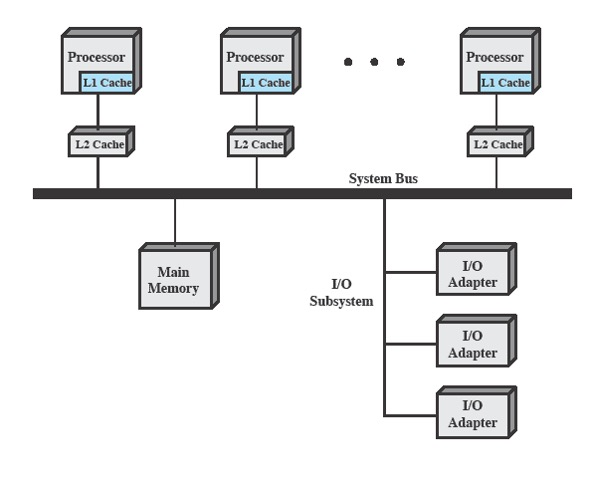 Processor
L1 Cache
Processor
L1 Cache
Processor
L1 Cache
L2 Cache
L2 Cache
L2 Cache
System Bus
Main
Memory
I/O
Subsystem
I/O
Adapter
I/O
Adapter
I/O
Adapter